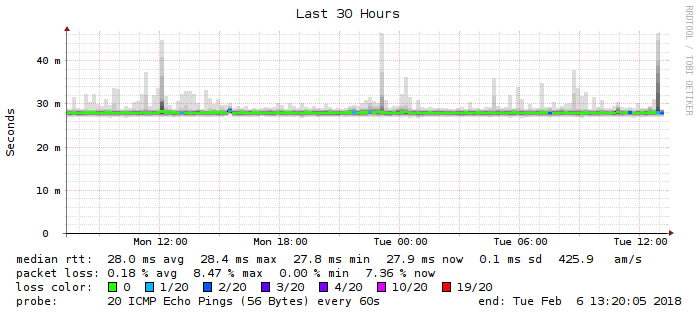 Last 30 Hours
RRDTOOL / TOBI OETIKER
Seconds
40 m
30 m
20 m
10 m
0
Mon 12:00 Mon 18:00 Tue 00:00 Tue 06:00 Tue 12:00
median rtt: 28.0 ms avg 28.4 ms max 27.8 ms min 27.9 ms now 0.1 ms sd 425.9 am/s
packet loss: 0.18 % avg 8.47 % max 0.00 % min 7.36 % now
loss color: 0 1/20 2/20 3/20 4/20 10/20 19/20
probe: 20 ICMP Echo Pings (56 Bytes) every 60s end: Tue Feb 6 13:20:05 2018